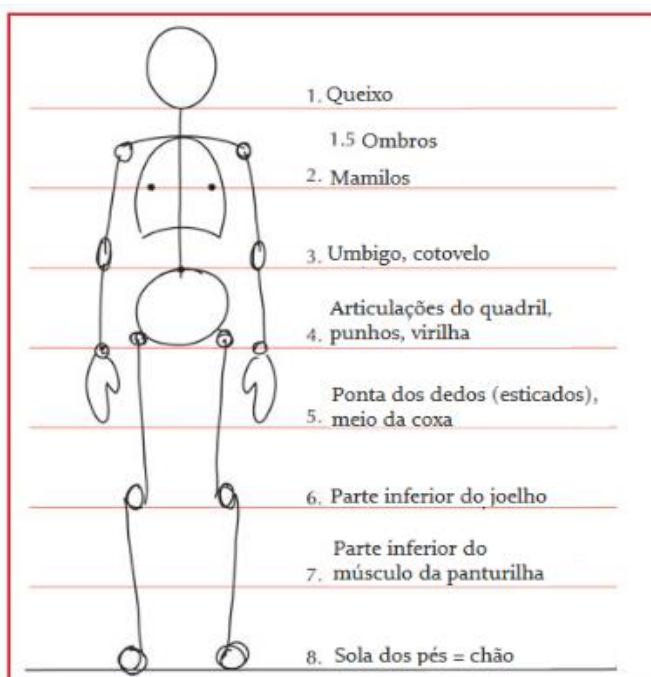 1. Queixo
1.5 Ombros
2. Mamilos
3. Umbigo, cotovelo
Articulações do quadril,
4. punhos, virilha
Ponta dos dedos (esticados),
5. meio da coxa
6. Parte inferior do joelho
Parte inferior do
7. músculo da panturilha
8. Sola dos pés = chão